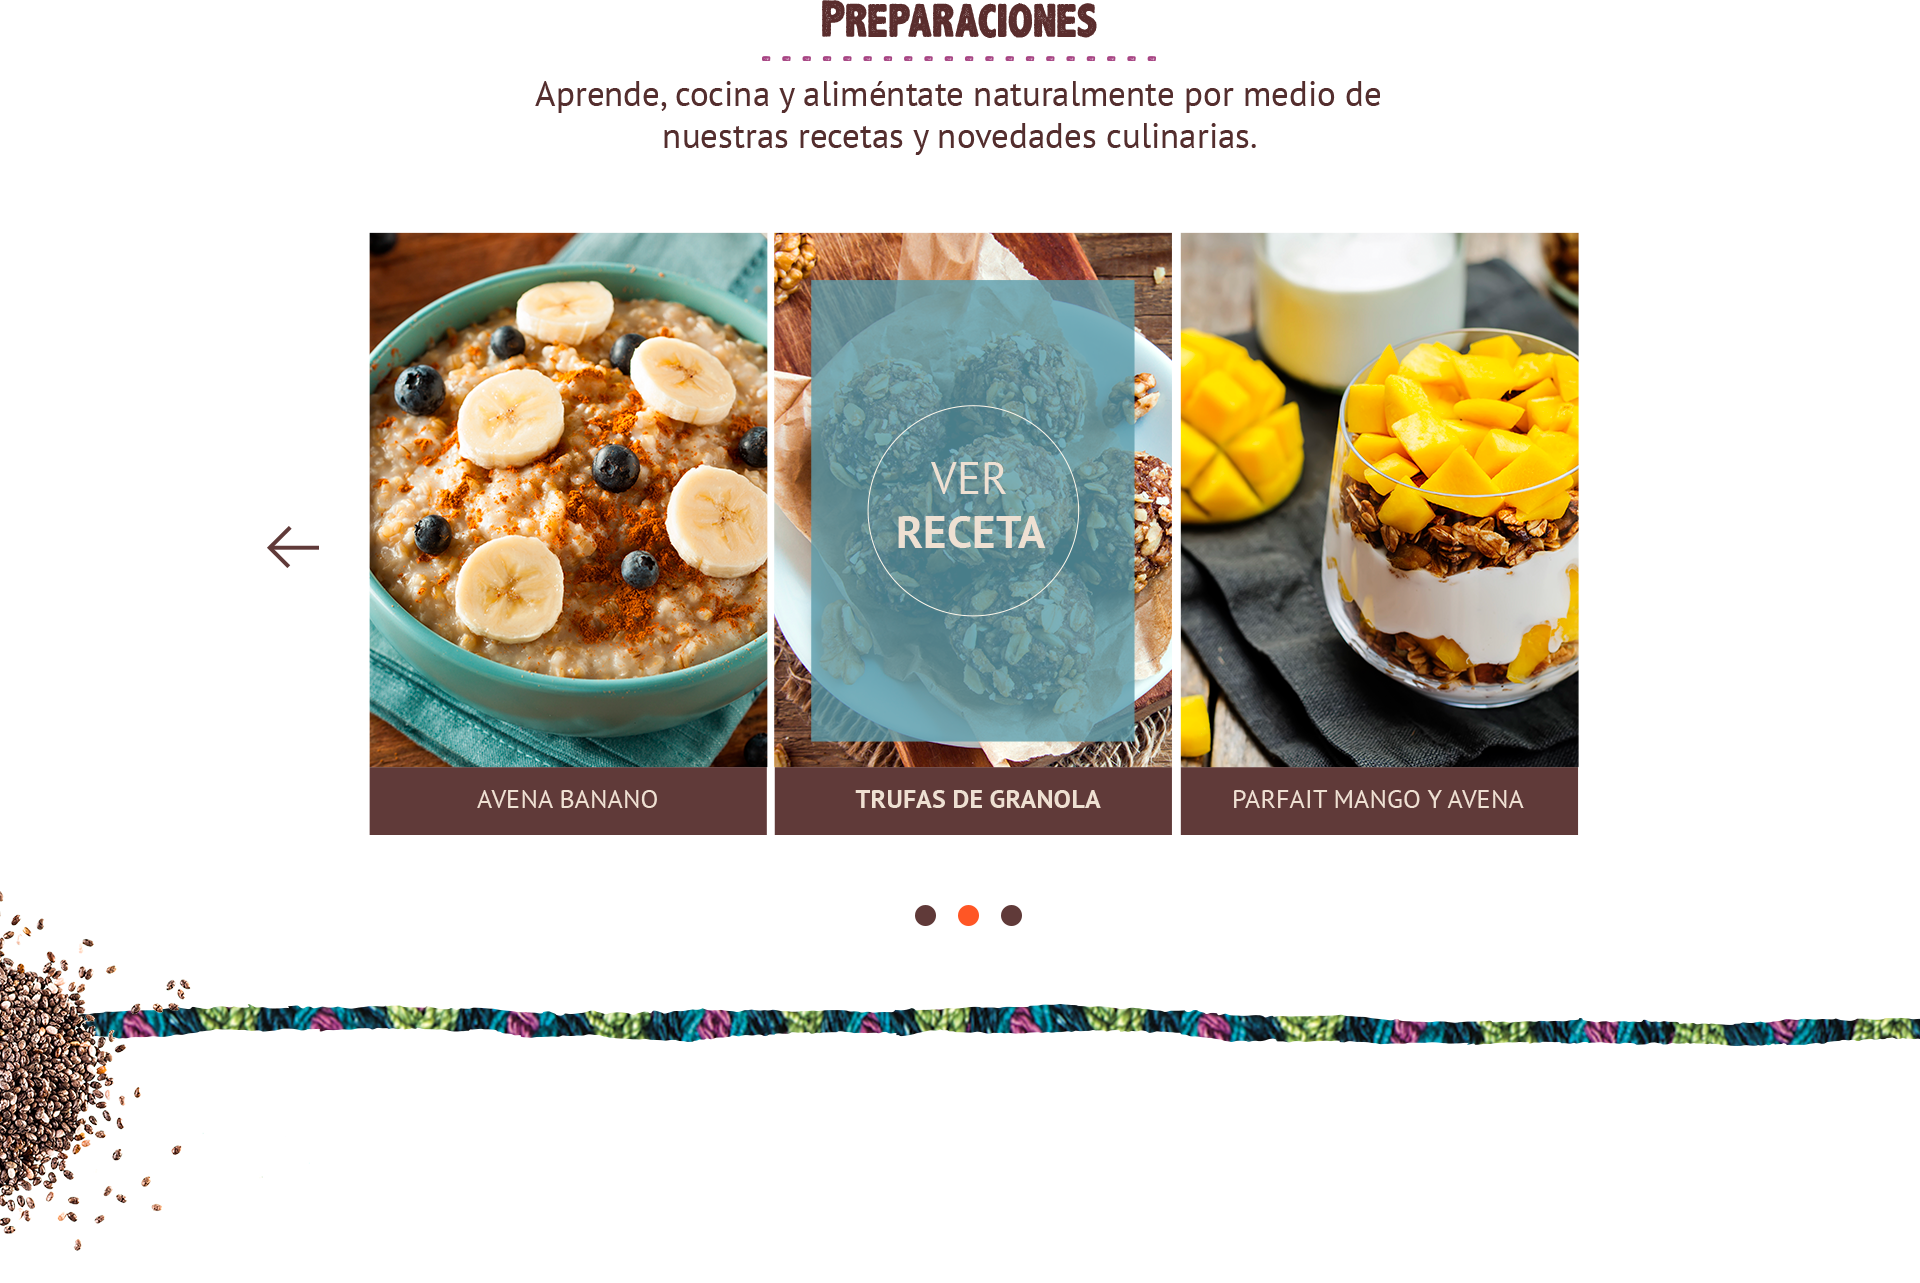 PREPARACIONES
Aprende, cocina y aliméntate naturalmente por medio de
nuestras recetas y novedades culinarias.
VER
RECETA
AVENA BANANO
TRUFAS DE GRANOLA
PARFAIT MANGO Y AVENA